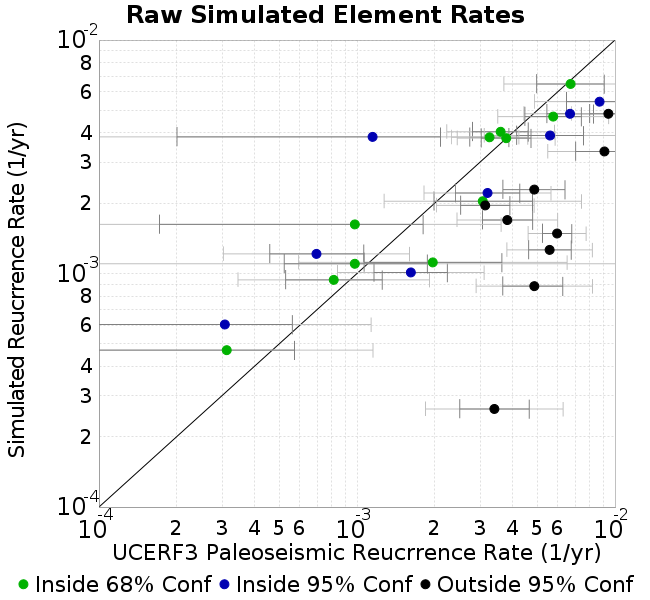 Raw Simulated Element Rates
Simulated Reucrrence Rate (1/yr)
10-2
8
6
4
3
2
10-3
8
6
4
3
2
10-4
10-4 2 3 4 5 6 10-3 2 3 4 5 6 10-2
UCERF3 Paleoseismic Reucrrence Rate (1/yr)
Inside 68% Conf Inside 95% Conf Outside 95% Conf